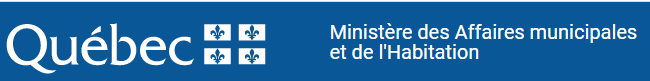 Québec
Ministère des Affaires municipales
et de l'Habitation